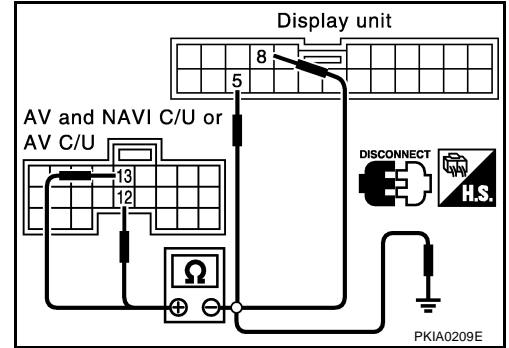 Display unit
8
5
AV and NAVI C/U or
AV C/U
DISCONNECT
13
12
H.S.
Ω
+ −
PKIA0209E